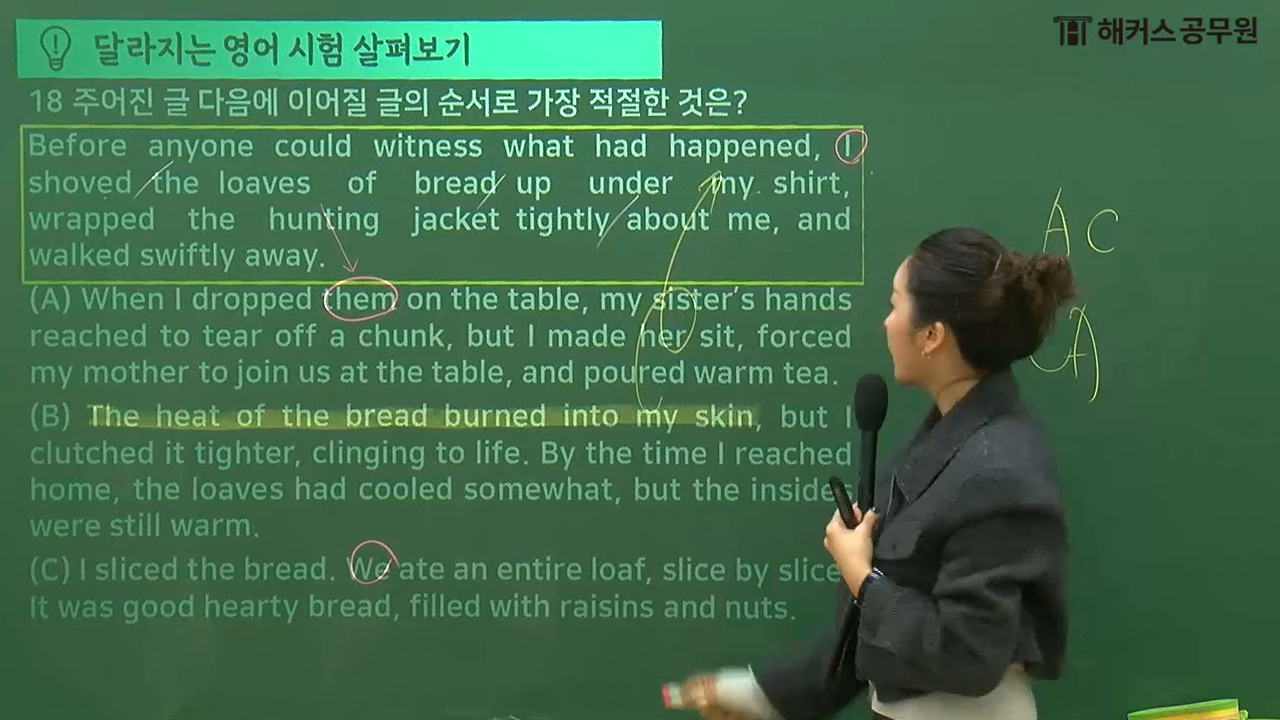 해커스공무원
달라지는 영어 시험 살펴보기
18 주어진 글 다음에 이어질 글의 순서로 가장 적절한 것은?
Before anyone could witness what had happened, I
shoved the loaves of bread up under my shirt,
wrapped the hunting jacket tightly about me, and
walked swiftly away.
(A) When I dropped them on the table, my sister's hands
reached to tear off a chunk, but I made her sit, forced
my mother to join us at the table, and poured warm tea.
(B) The heat of the bread burned into my skin, but I
clutched it tighter, clinging to life. By the time I reached
home, the loaves had cooled somewhat, but the insides
were still warm.
(C) I sliced the bread. We ate an entire loaf, slice by slice
It was good hearty bread, filled with raisins and nuts.
A C
A